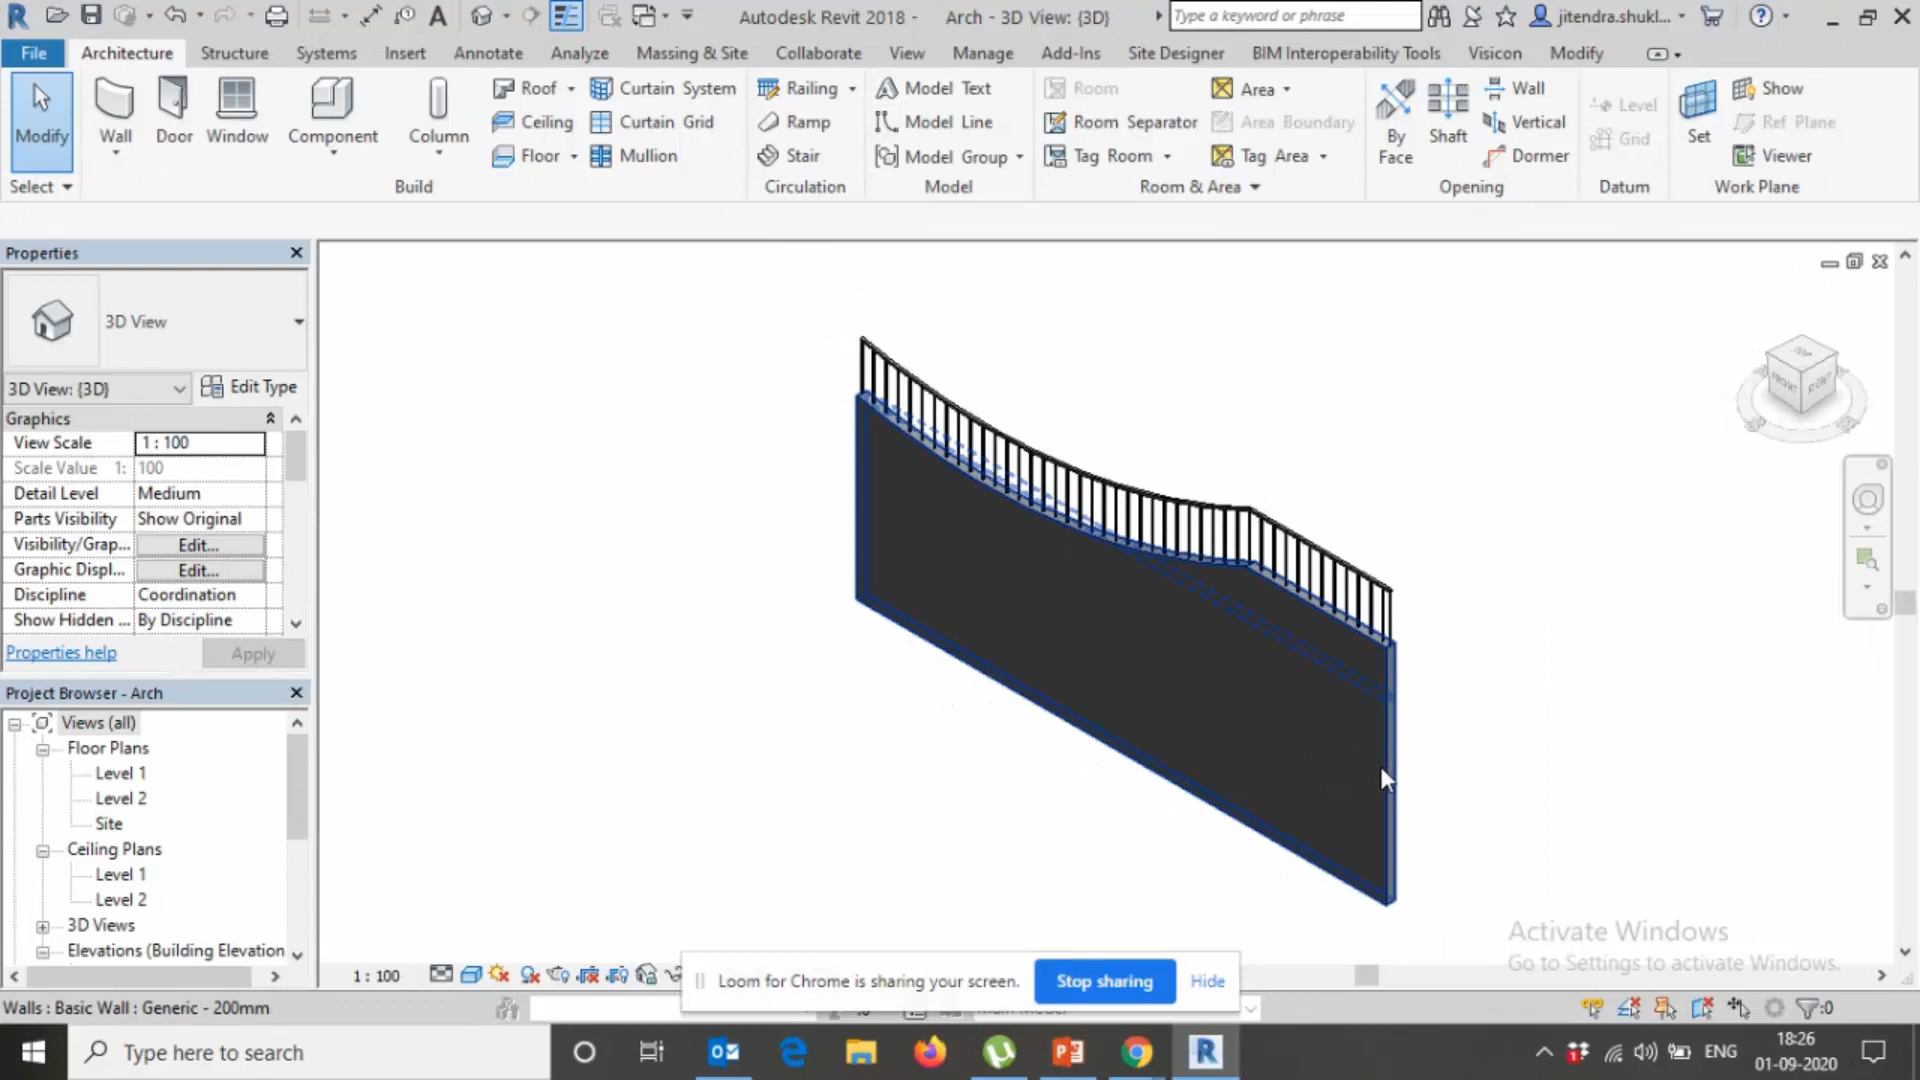 Autodesk Revit 2018 - Arch - 3D View: {3D}
Type a keyword or phrase
jitendra.shukl...
File Architecture Structure Systems Insert Annotate Analyze Massing & Site Collaborate View Manage Add-Ins Site Designer BIM Interoperability Tools Visicon Modify
Modify
Wall
Door
Window
Component
Column
Roof
Ceiling
Floor
Curtain System
Curtain Grid
Mullion
Railing
Ramp
Stair
Model Text
Model Line
Model Group
Room
Room Separator
Tag Room
Area
Area Boundary
Tag Area
By
Face
Shaft
Wall
Vertical
Dormer
Level
Grid
Set
Show
Ref Plane
Viewer
Select Build Circulation Model Room & Area Opening Datum Work Plane
Properties
3D View
3D View: {3D} Edit Type
Graphics
View Scale 1 : 100
Scale Value 1: 100
Detail Level Medium
Parts Visibility Show Original
Visibility/Grap... Edit...
Graphic Displ... Edit...
Discipline Coordination
Show Hidden ... By Discipline
Properties help Apply
Project Browser - Arch
Views (all)
Floor Plans
Level 1
Level 2
Site
Ceiling Plans
Level 1
Level 2
3D Views
Elevations (Building Elevation
FRONT RIGHT
Activate Windows
Go to Settings to activate Windows.
1 : 100
Loom for Chrome is sharing your screen. Stop sharing Hide
Walls : Basic Wall : Generic - 200mm
:0
Type here to search
ENG
18:26
01-09-2020